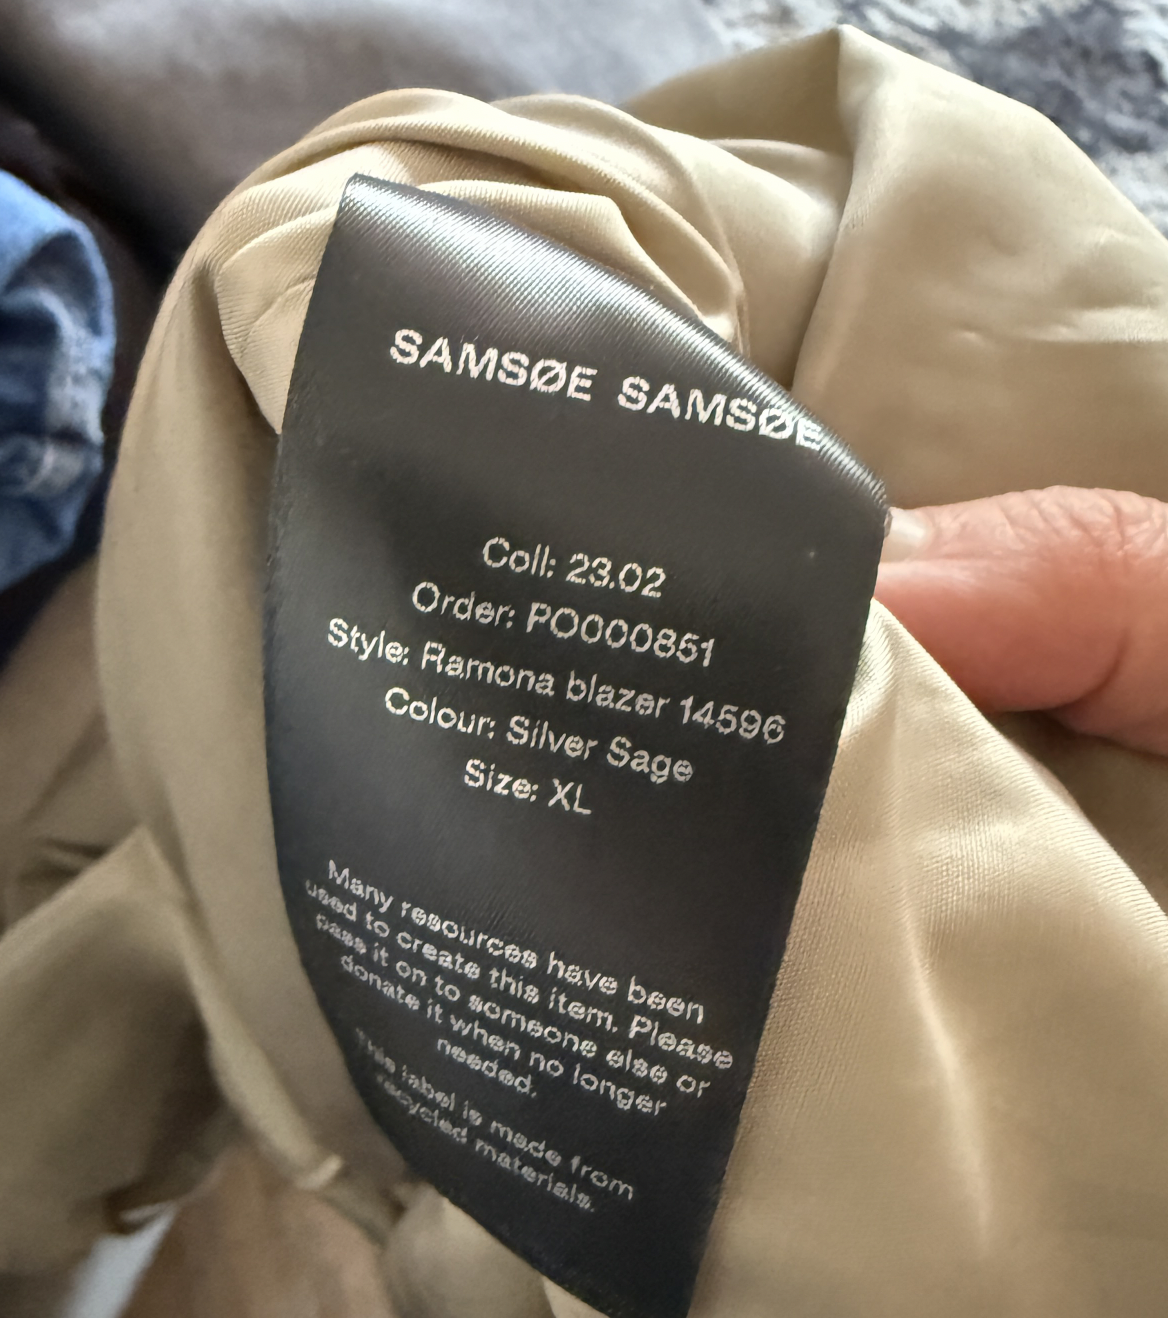 SAMSØE SAMSØE
Coll: 23.02
Order: PO000851
Style: Ramona blazer 14596
Colour: Silver Sage
Size: XL
Many resources have been
used to create this item. Please
pass it on to someone else or
donate it when no longer
needed.
This label is made from
recycled materials.